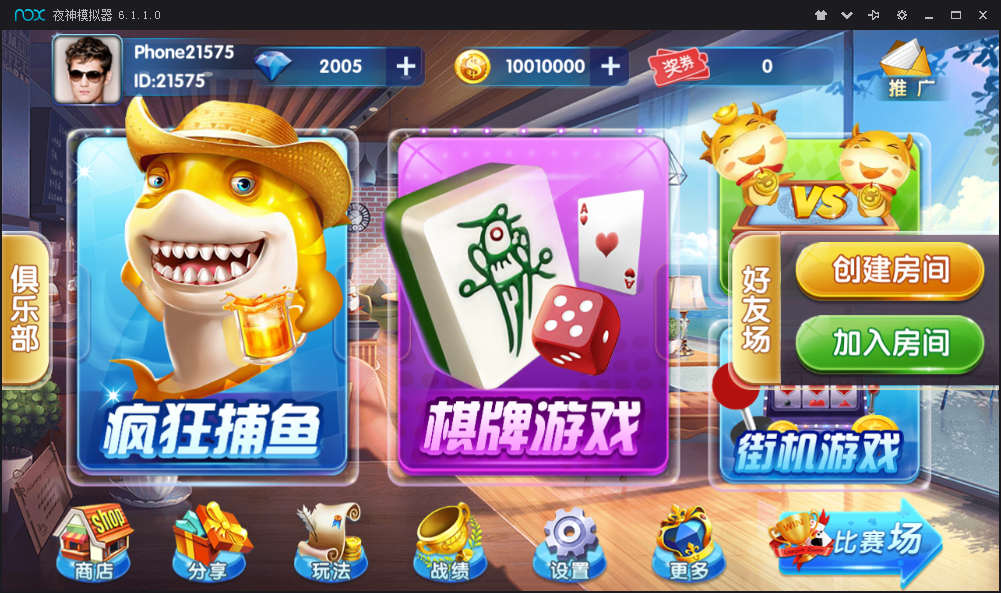 nox 夜神模拟器 6.1.1.0
Phone21575
ID:21575
2005
10010000
奖券
0
推广
VS
俱乐部
好友场
创建房间
加入房间
A
疯狂捕鱼
棋牌游戏
街机游戏
shop
商店
分享
玩法
战绩
设置
更多
WIN
比赛场